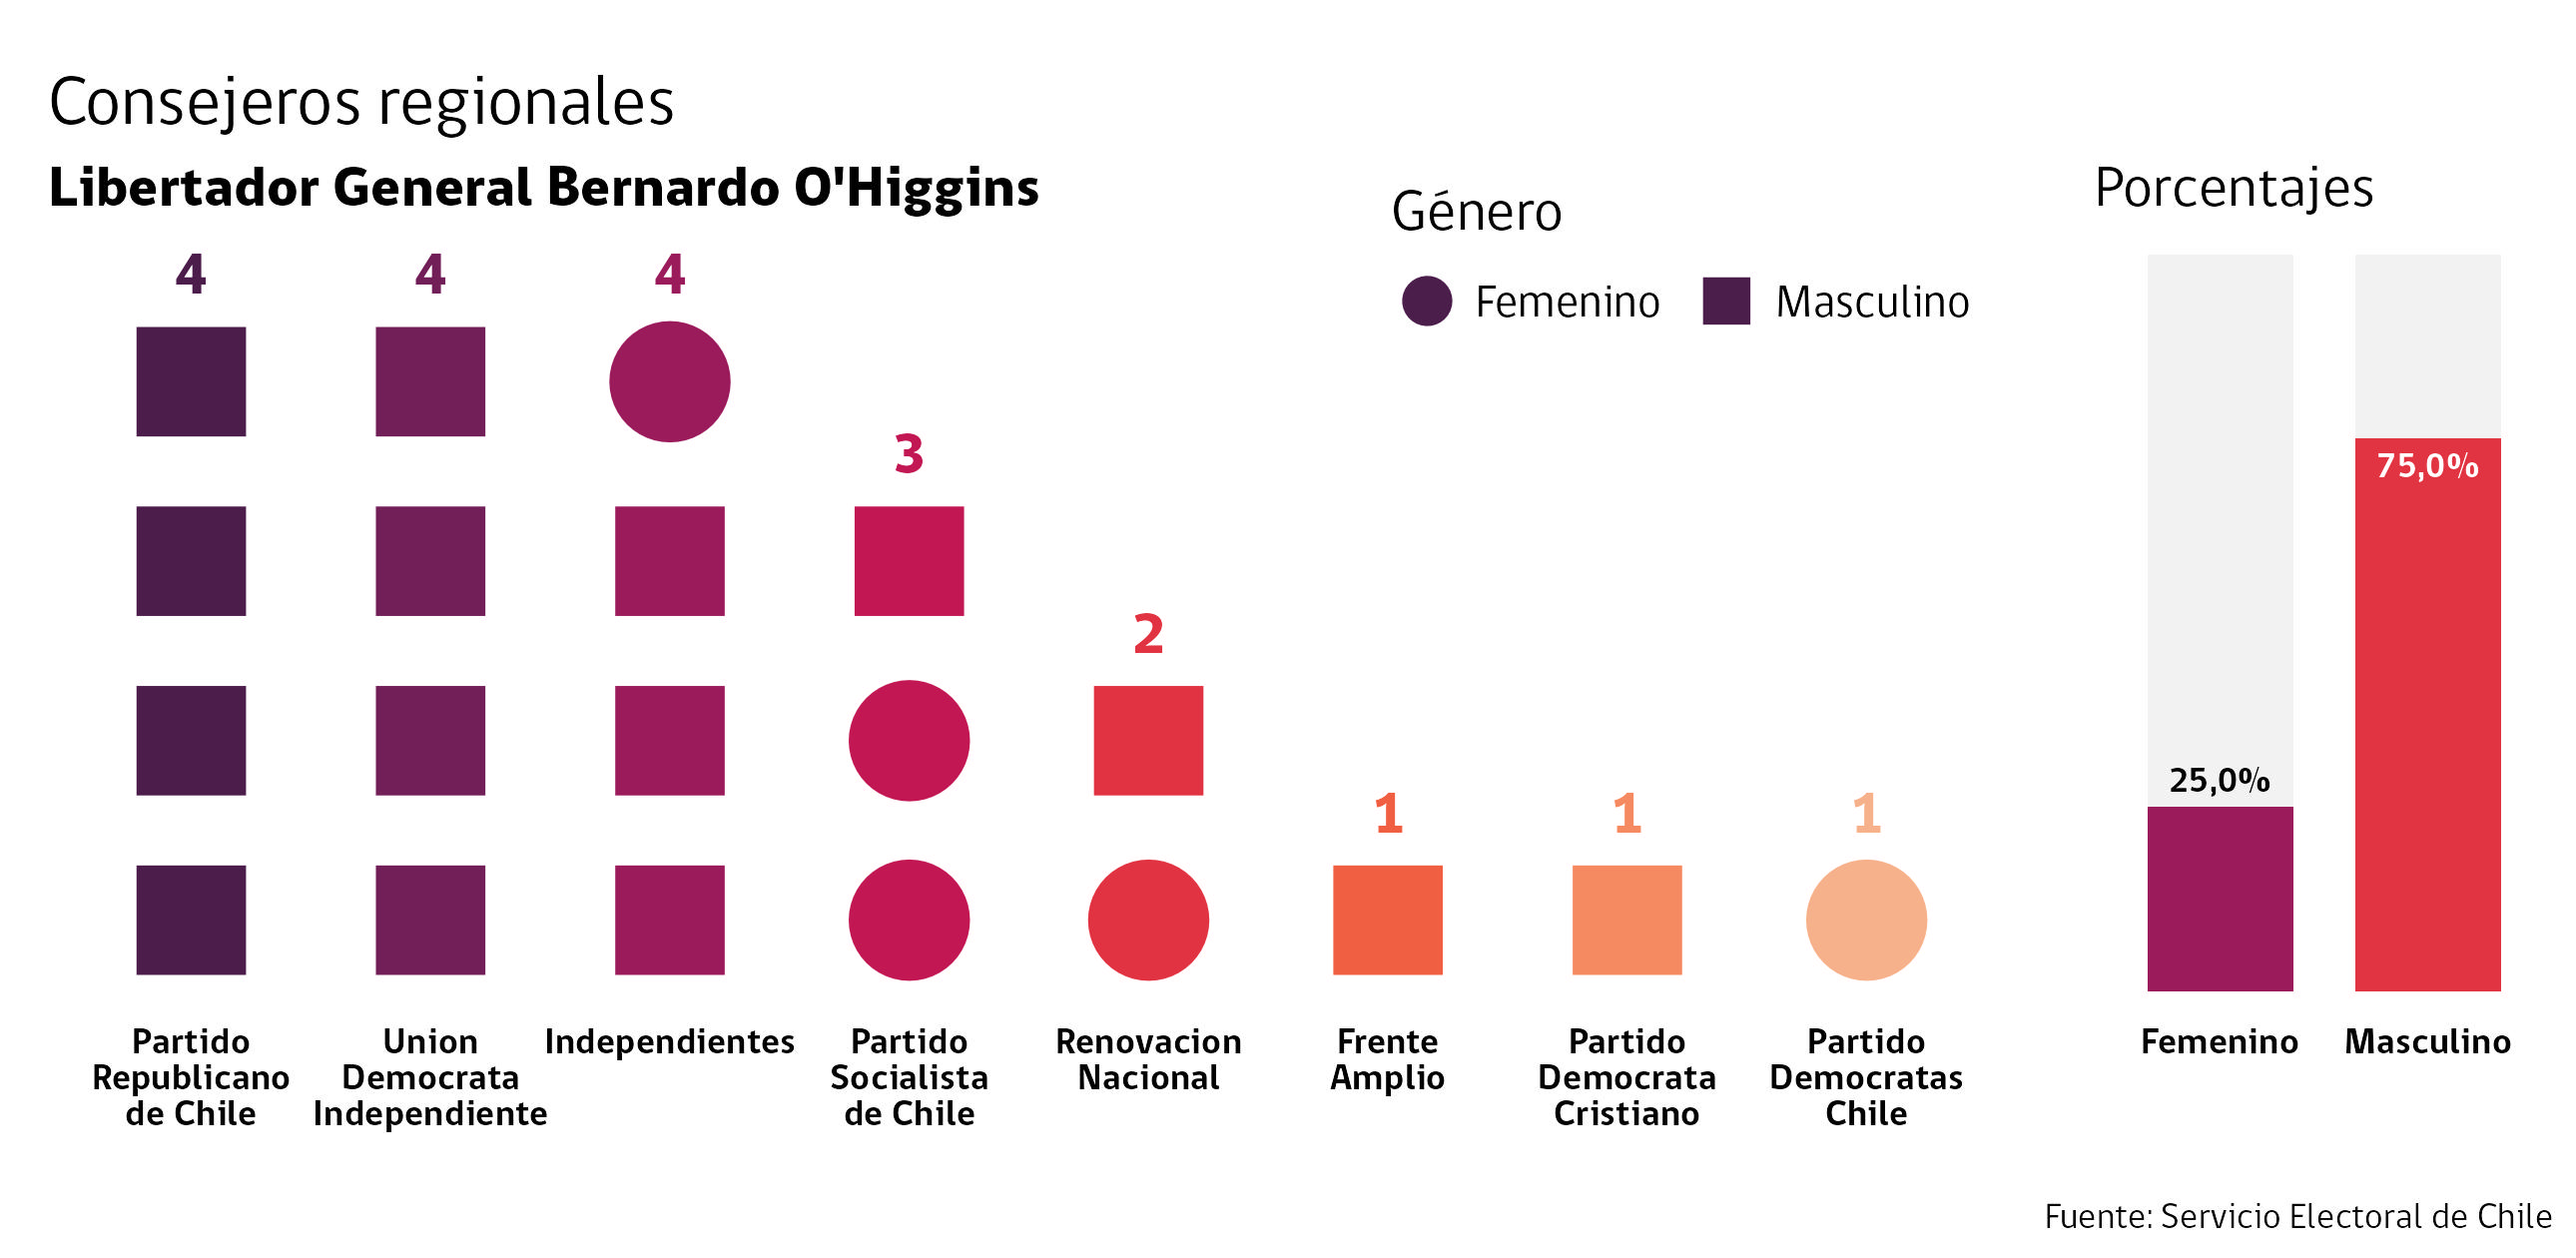 Consejeros regionales
Libertador General Bernardo O'Higgins
Género
Femenino
Masculino
4
4
4
3
2
1
1
1
Partido
Republicano
de Chile
Union
Democrata
Independiente
Independientes
Partido
Socialista
de Chile
Renovacion
Nacional
Frente
Amplio
Partido
Democrata
Cristiano
Partido
Democratas
Chile
Porcentajes
25,0%
75,0%
Femenino
Masculino
Fuente: Servicio Electoral de Chile